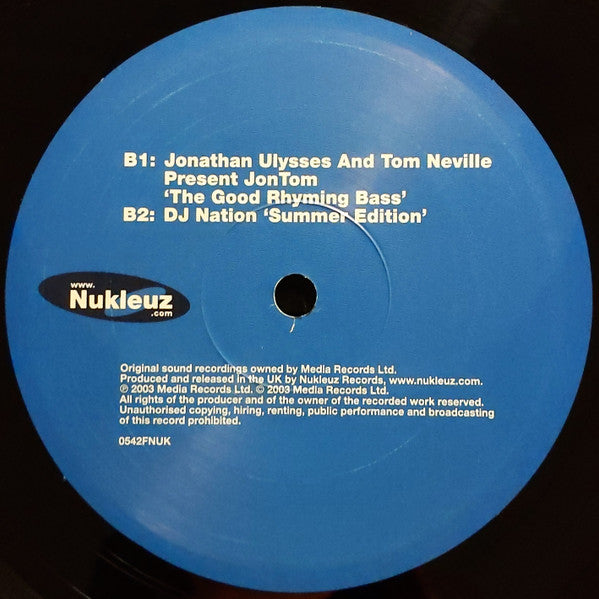 B1: Jonathan Ulysses And Tom Neville
Present JonTom
‘The Good Rhyming Bass’
B2: DJ Nation ‘Summer Edition’
www.
Nukleuz
.com
Original sound recordings owned by Media Records Ltd.
Produced and released in the UK by Nukleuz Records, www.nukleuz.com.
℗ 2003 Media Records Ltd. © 2003 Media Records Ltd.
All rights of the producer and of the owner of the recorded work reserved.
Unauthorised copying, hiring, renting, public performance and broadcasting
of this record prohibited.
0542FNUK